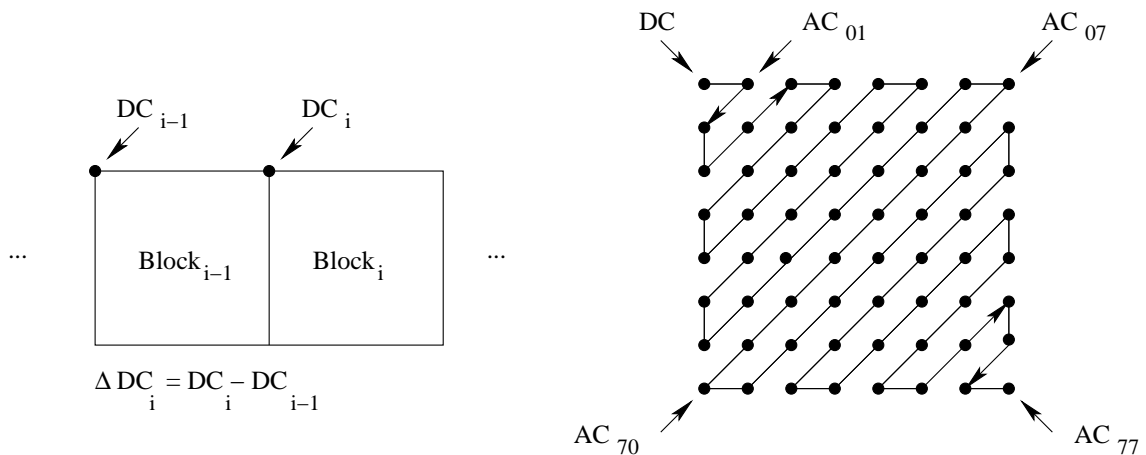 DC i−1
DC i
...
Block i−1
Block i
...
Δ DC i = DC i − DC i−1
DC
AC 01
AC 07
AC 70
AC 77